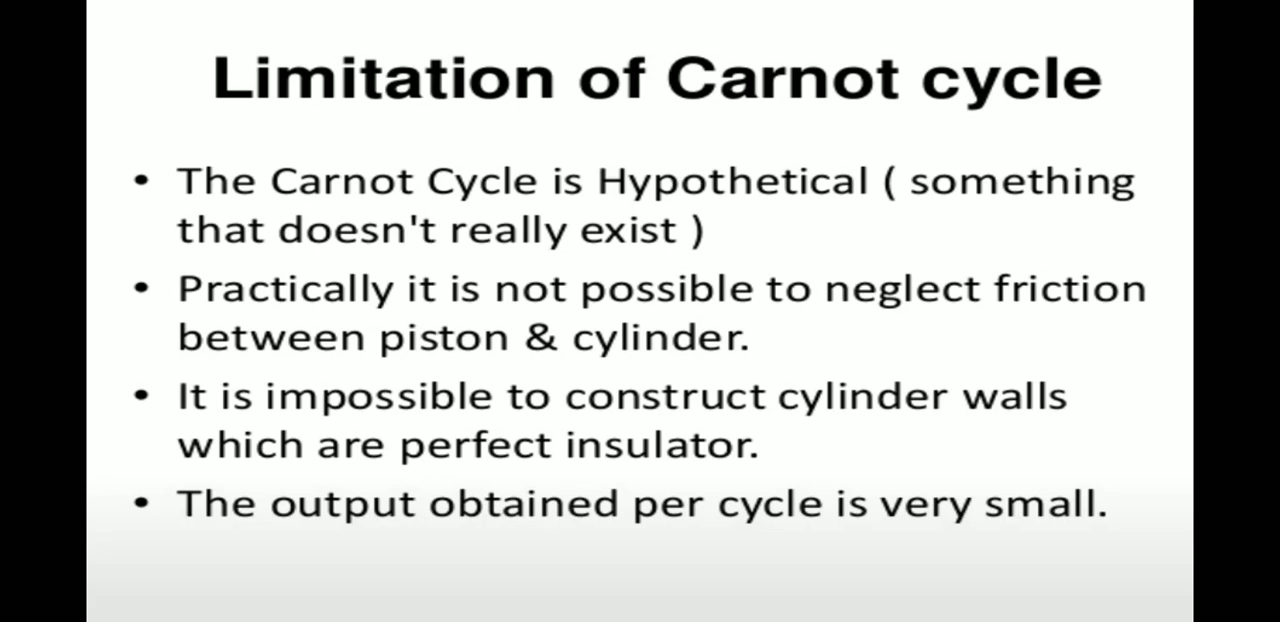 Limitation of Carnot cycle
• The Carnot Cycle is Hypothetical ( something
that doesn't really exist )
• Practically it is not possible to neglect friction
between piston & cylinder.
• It is impossible to construct cylinder walls
which are perfect insulator.
• The output obtained per cycle is very small.